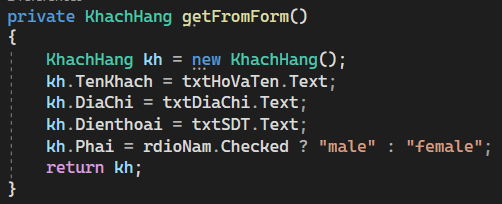 private KhachHang getFromForm()
{
KhachHang kh = new KhachHang();
kh.TenKhach = txtHoVaTen.Text;
kh.DiaChi = txtDiaChi.Text;
kh.Dienthoai = txtSDT.Text;
kh.Phai = rdioNam.Checked ? "male" : "female";
return kh;
}